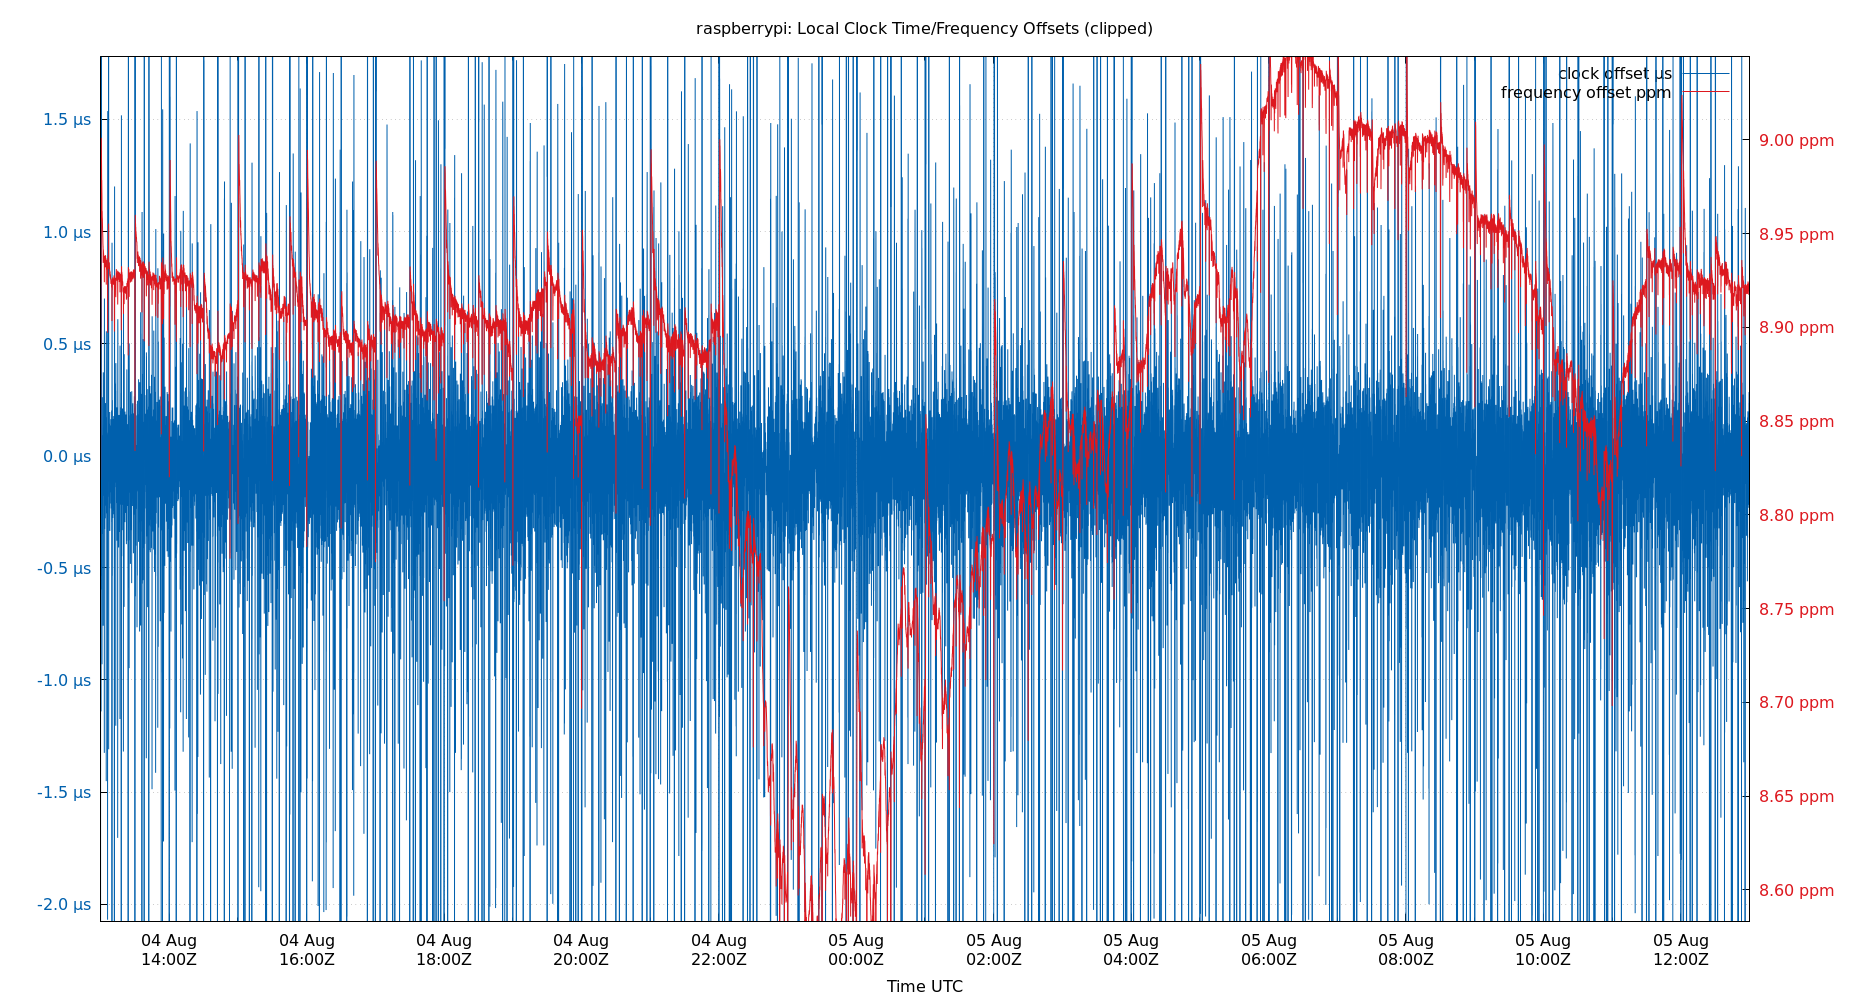 raspberrypi: Local Clock Time/Frequency Offsets (clipped)
clock offset µs
frequency offset ppm
1.5 µs
1.0 µs
0.5 µs
0.0 µs
-0.5 µs
-1.0 µs
-1.5 µs
-2.0 µs
9.00 ppm
8.95 ppm
8.90 ppm
8.85 ppm
8.80 ppm
8.75 ppm
8.70 ppm
8.65 ppm
8.60 ppm
04 Aug 04 Aug 04 Aug 04 Aug 04 Aug 05 Aug 05 Aug 05 Aug 05 Aug 05 Aug 05 Aug 05 Aug
14:00Z 16:00Z 18:00Z 20:00Z 22:00Z 00:00Z 02:00Z 04:00Z 06:00Z 08:00Z 10:00Z 12:00Z
Time UTC